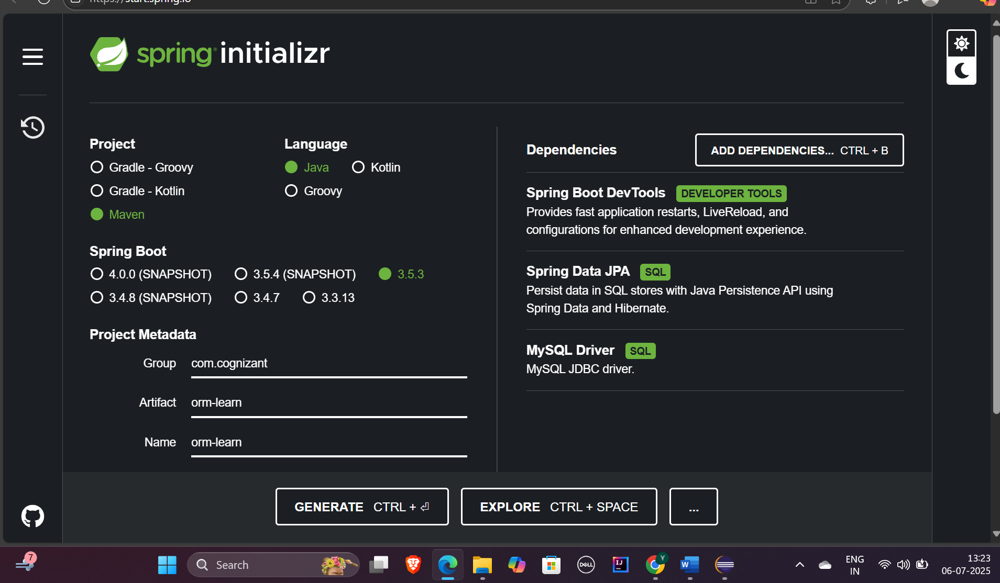 https://start.spring.io
spring initializr
Project
Gradle - Groovy
Gradle - Kotlin
Maven
Language
Java
Kotlin
Groovy
Spring Boot
4.0.0 (SNAPSHOT)
3.5.4 (SNAPSHOT)
3.5.3
3.4.8 (SNAPSHOT)
3.4.7
3.3.13
Project Metadata
Group com.cognizant
Artifact orm-learn
Name orm-learn
Dependencies
ADD DEPENDENCIES... CTRL + B
Spring Boot DevTools DEVELOPER TOOLS
Provides fast application restarts, LiveReload, and
configurations for enhanced development experience.
Spring Data JPA SQL
Persist data in SQL stores with Java Persistence API using
Spring Data and Hibernate.
MySQL Driver SQL
MySQL JDBC driver.
GENERATE CTRL + ⏎
EXPLORE CTRL + SPACE
...
7
Search
DELL
IJ
Y
W
ENG
IN
13:23
06-07-2025